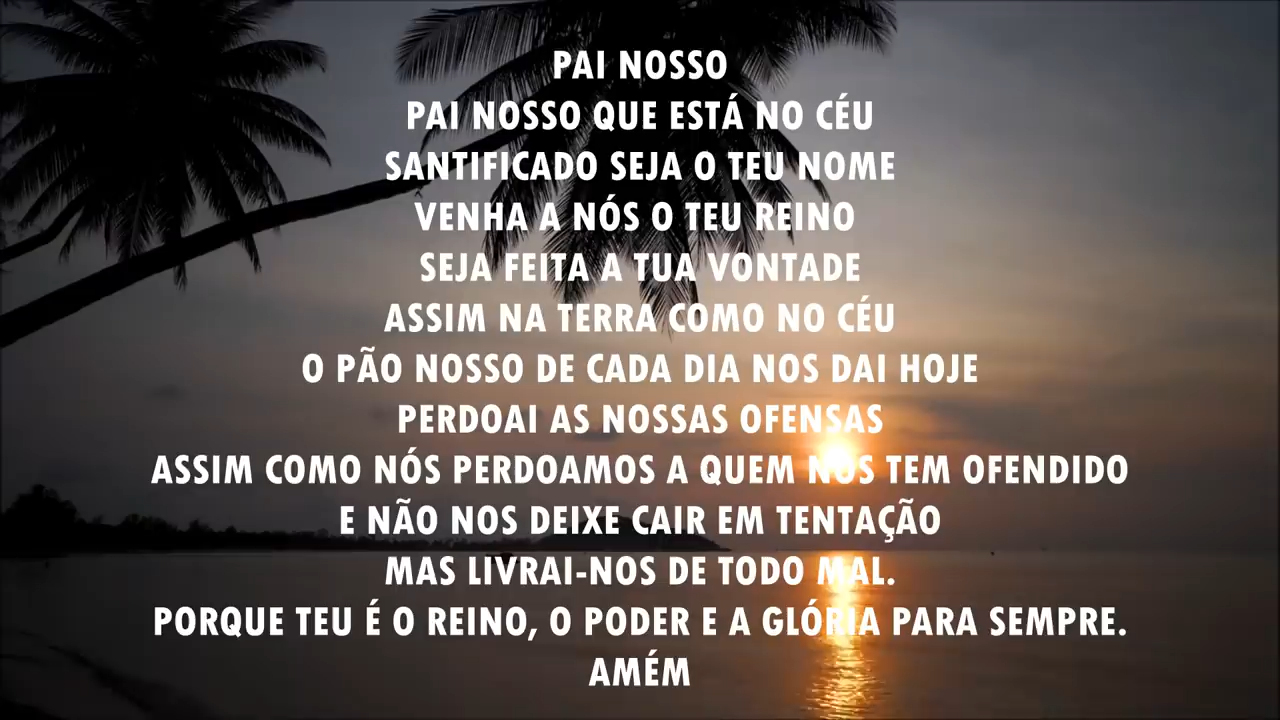 PAI NOSSO
PAI NOSSO QUE ESTÁ NO CÉU
SANTIFICADO SEJA O TEU NOME
VENHA A NÓS O TEU REINO
SEJA FEITA A TUA VONTADE
ASSIM NA TERRA COMO NO CÉU
O PÃO NOSSO DE CADA DIA NOS DAI HOJE
PERDOAI AS NOSSAS OFENSAS
ASSIM COMO NÓS PERDOAMOS A QUEM NOS TEM OFENDIDO
E NÃO NOS DEIXE CAIR EM TENTAÇÃO
MAS LIVRAI-NOS DE TODO MAL.
PORQUE TEU É O REINO, O PODER E A GLÓRIA PARA SEMPRE.
AMÉM